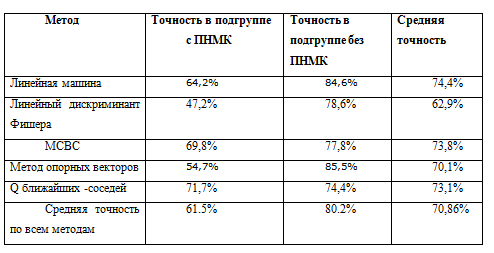 Метод Точность в подгруппе с ПНМК Точность в подгруппе без ПНМК Средняя точность
Линейная машина 64,2% 84,6% 74,4%
Линейный дискриминант Фишера 47,2% 78,6% 62,9%
МСВС 69,8% 77,8% 73,8%
Метод опорных векторов 54,7% 85,5% 70,1%
Q ближайших -соседей 71,7% 74,4% 73,1%
Средняя точность по всем методам 61.5% 80.2% 70,86%